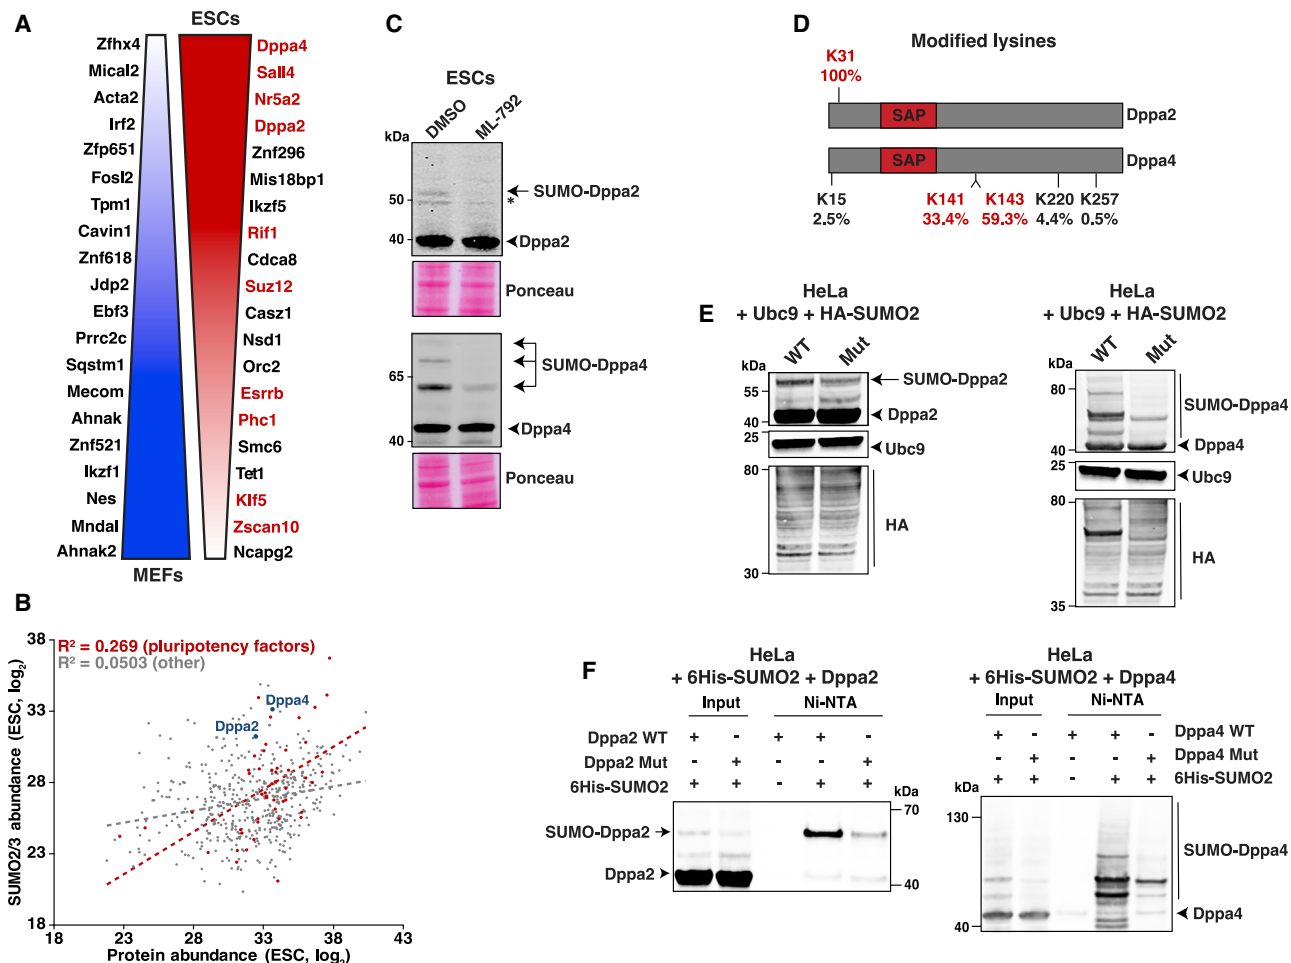 A
ESCs
Zfhx4 Dppa4
Mical2 Sall4
Acta2 Nr5a2
Irf2 Dppa2
Zfp651 Znf296
Fosl2 Mis18bp1
Tpm1 Ikzf5
Cavin1 Rif1
Znf618 Cdca8
Jdp2 Suz12
Ebf3 Casz1
Prrc2c Nsd1
Sqstm1 Orc2
Mecom Esrrb
Ahnak Phc1
Znf521 Smc6
Ikzf1 Tet1
Nes Klf5
Mndal Zscan10
Ahnak2 Ncapg2
MEFs
B
R² = 0.269 (pluripotency factors)
R² = 0.0503 (other)
Dppa4
Dppa2
38
33
28
23
18
18 23 28 33 38 43
SUMO2/3 abundance (ESC, log₂)
Protein abundance (ESC, log₂)
C
ESCs
DMSO ML-792
kDa
50
40
SUMO-Dppa2
*
Dppa2
Ponceau
65
40
SUMO-Dppa4
Dppa4
Ponceau
D
Modified lysines
K31
100%
SAP Dppa2
SAP Dppa4
K15 K141 K143 K220 K257
2.5% 33.4% 59.3% 4.4% 0.5%
E
HeLa
+ Ubc9 + HA-SUMO2
WT Mut
kDa
55
40
25
80
30
SUMO-Dppa2
Dppa2
Ubc9
HA
HeLa
+ Ubc9 + HA-SUMO2
WT Mut
kDa
80
40
25
80
35
SUMO-Dppa4
Dppa4
Ubc9
HA
F
HeLa
+ 6His-SUMO2 + Dppa2
Input Ni-NTA
Dppa2 WT + - + + -
Dppa2 Mut - + - - +
6His-SUMO2 + + - + +
kDa
70
40
SUMO-Dppa2
Dppa2
HeLa
+ 6His-SUMO2 + Dppa4
Input Ni-NTA
+ - + + - Dppa4 WT
- + - - + Dppa4 Mut
+ + - + + 6His-SUMO2
kDa
130
40
SUMO-Dppa4
Dppa4